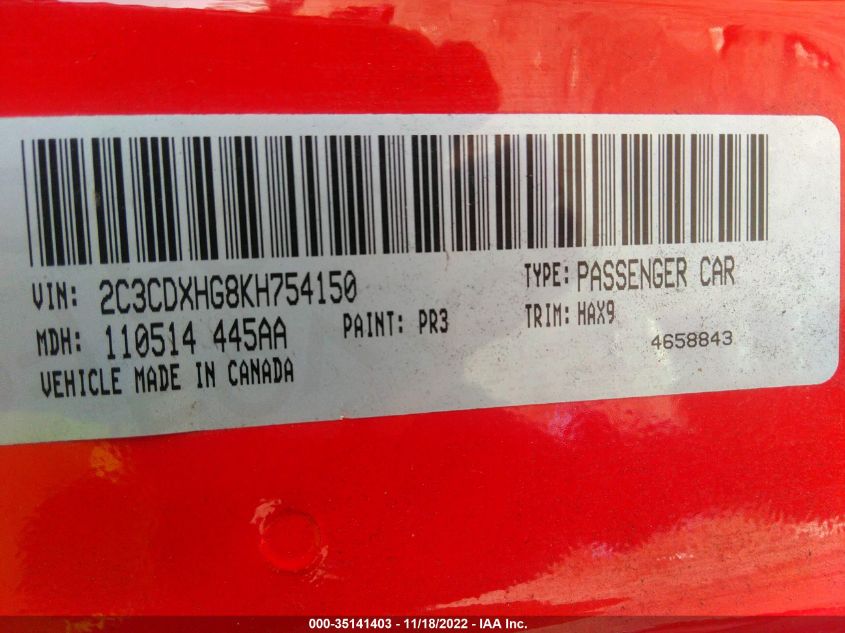 VIN: 2C3CDXHG8KH754150 TYPE: PASSENGER CAR
MDH: 110514 445AA PAINT: PR3 TRIM: HAX9
VEHICLE MADE IN CANADA 4658843
000-35141403 - 11/18/2022 - IAA Inc.